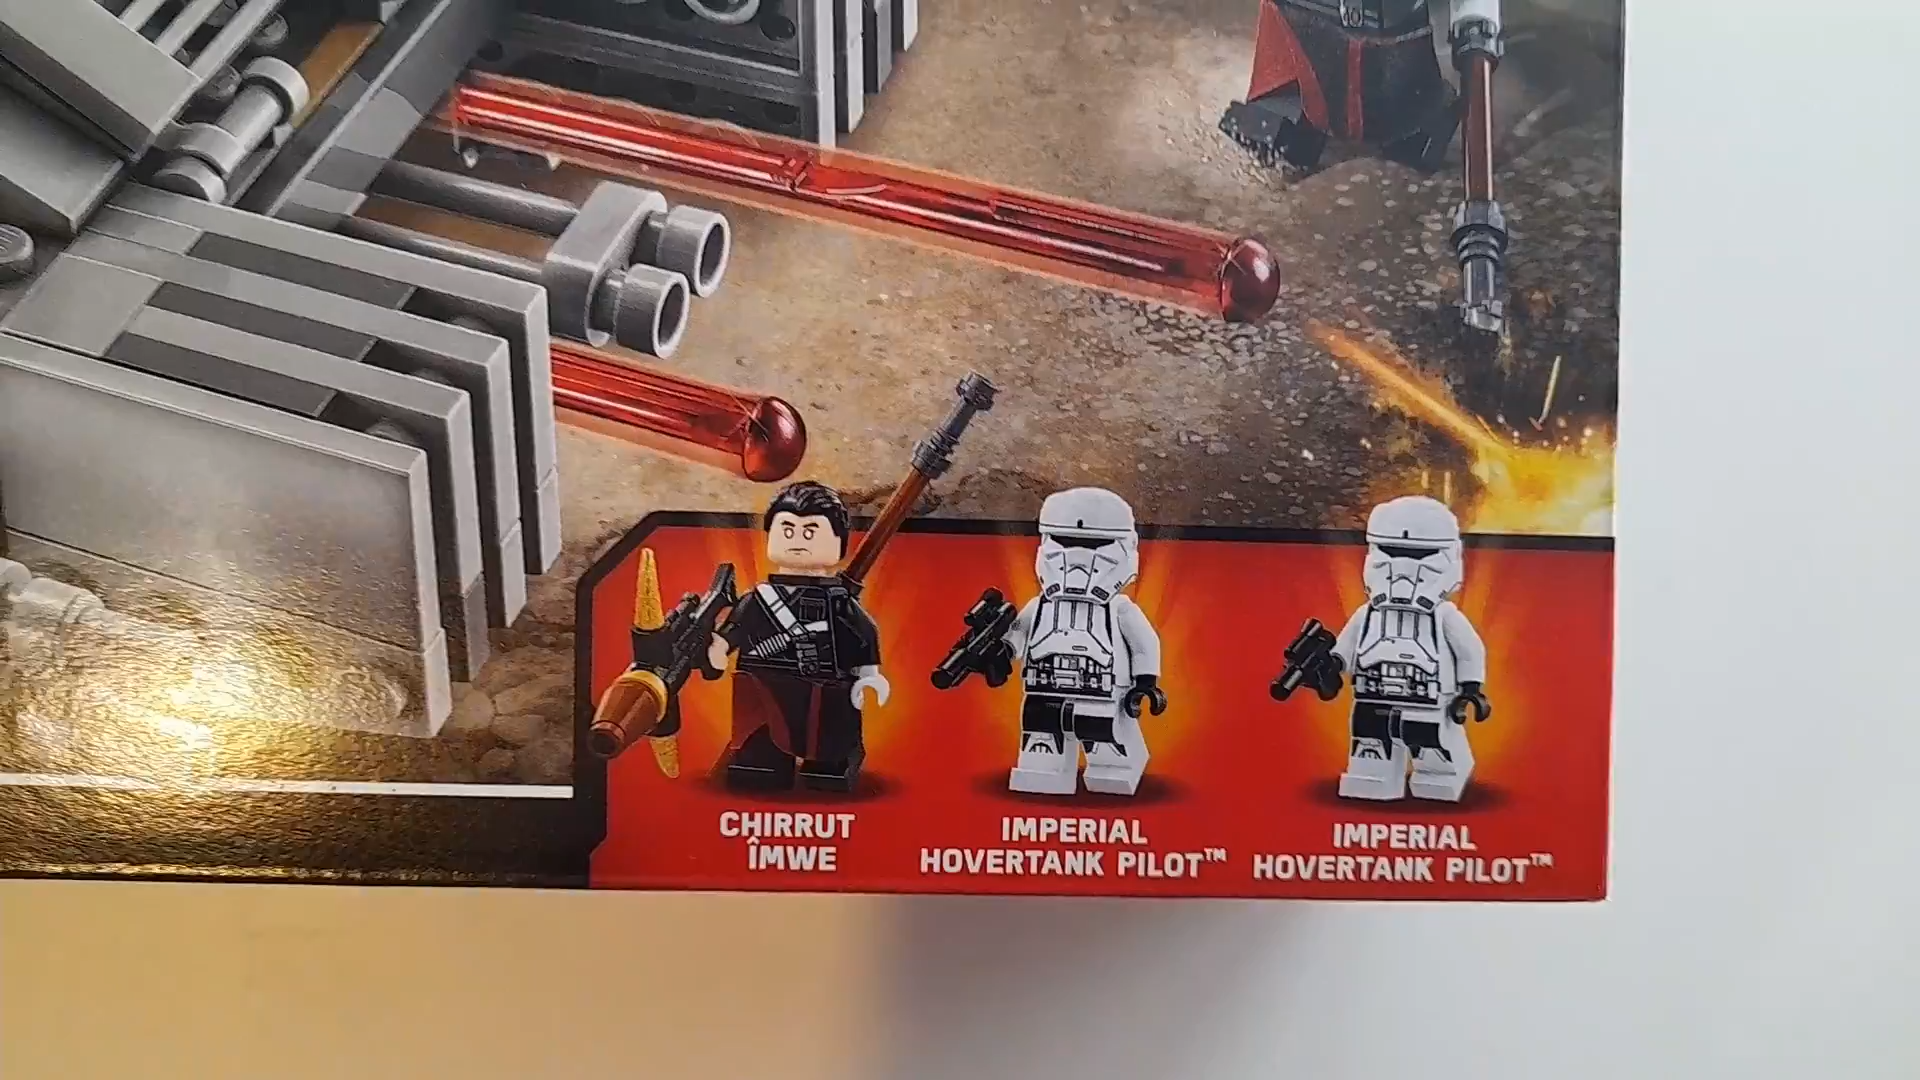 CHIRRUT
ÎMWE
IMPERIAL
HOVERTANK PILOT™
IMPERIAL
HOVERTANK PILOT™